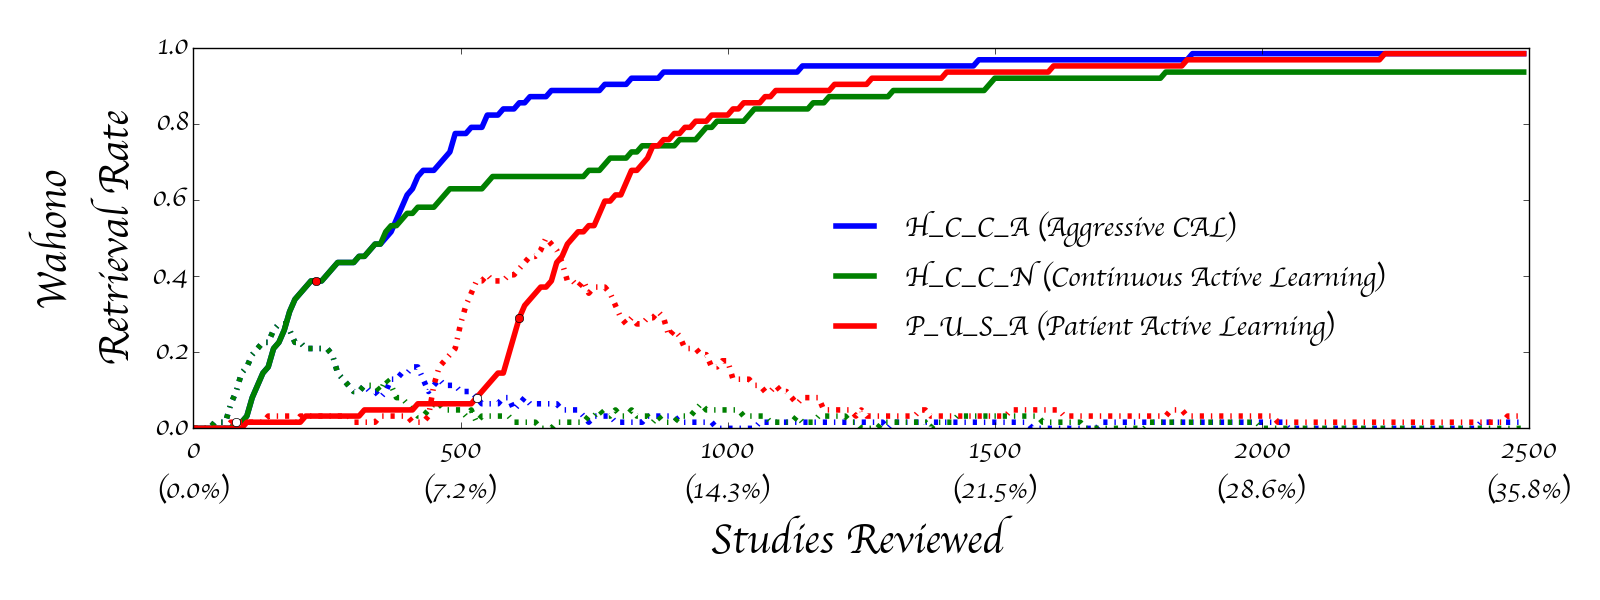 Wahono
Retrieval Rate
1.0
0.8
0.6
0.4
0.2
0.0
H_C_C_A (Aggressive CAL)
H_C_C_N (Continuous Active Learning)
P_U_S_A (Patient Active Learning)
0 500 1000 1500 2000 2500
(0.0%) (7.2%) (14.3%) (21.5%) (28.6%) (35.8%)
Studies Reviewed